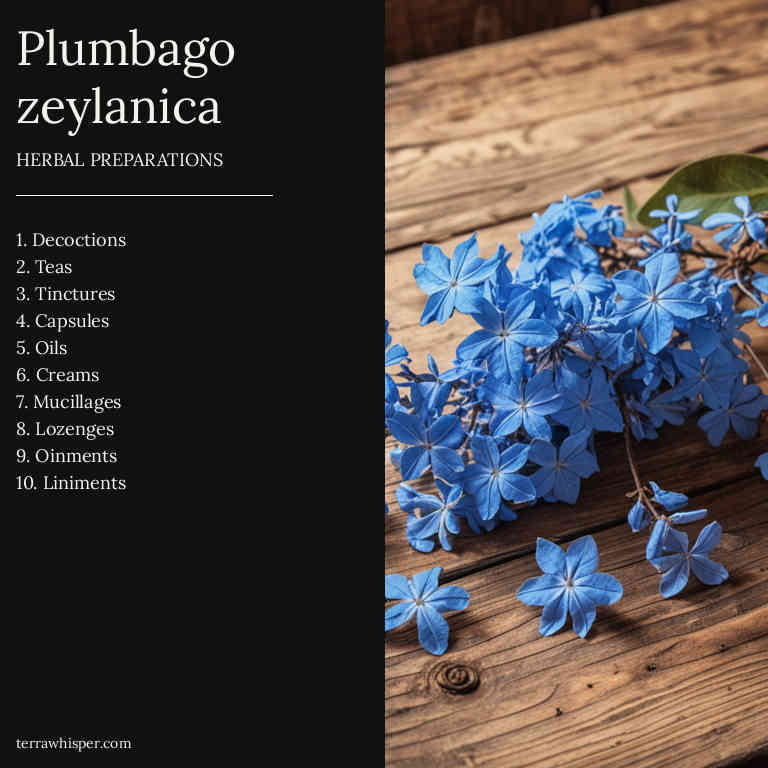 Plumbago
zeylanica
HERBAL PREPARATIONS
1. Decoctions
2. Teas
3. Tinctures
4. Capsules
5. Oils
6. Creams
7. Mucillages
8. Lozenges
9. Oinments
10. Liniments
terrawhisper.com